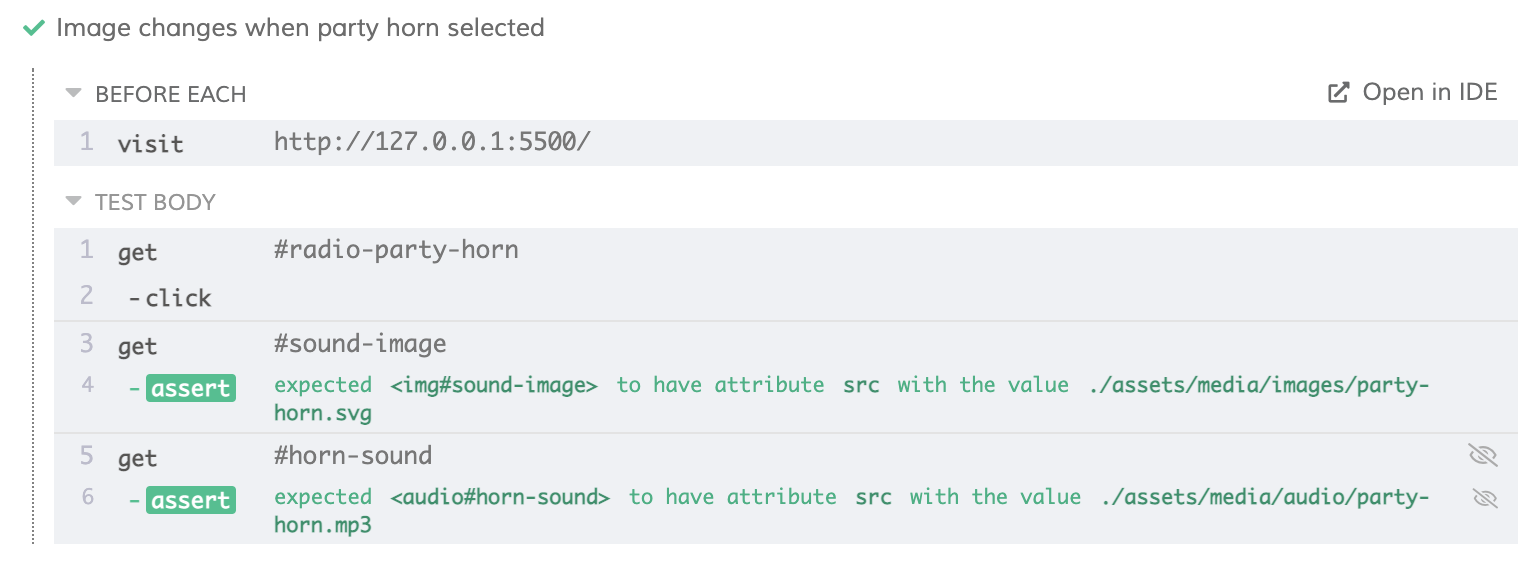 Image changes when party horn selected
BEFORE EACH
Open in IDE
1 visit http://127.0.0.1:5500/
TEST BODY
1 get #radio-party-horn
2 -click
3 get #sound-image
4 -assert expected <img#sound-image> to have attribute src with the value ./assets/media/images/party-
horn.svg
5 get #horn-sound
6 -assert expected <audio#horn-sound> to have attribute src with the value ./assets/media/audio/party-
horn.mp3